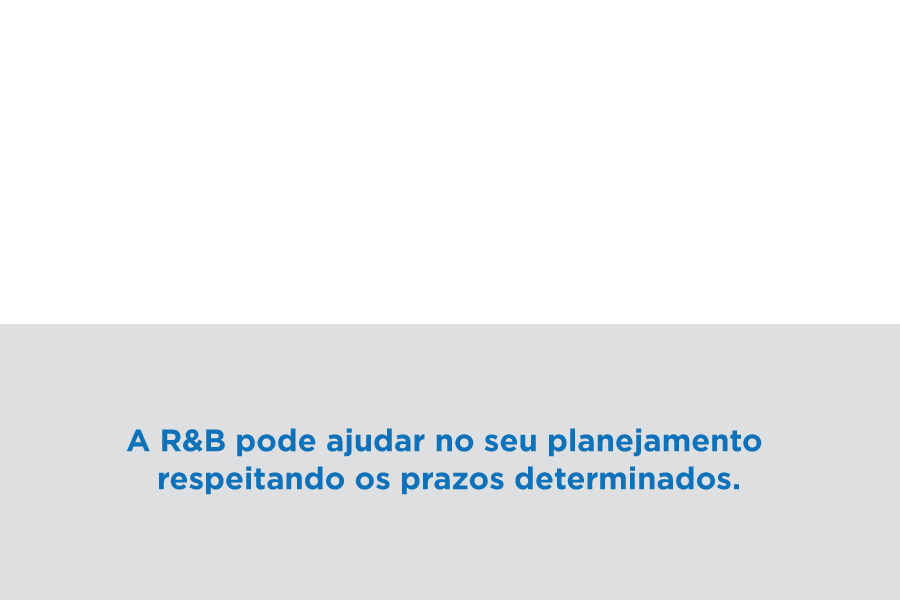 A R&B pode ajudar no seu planejamento
respeitando os prazos determinados.